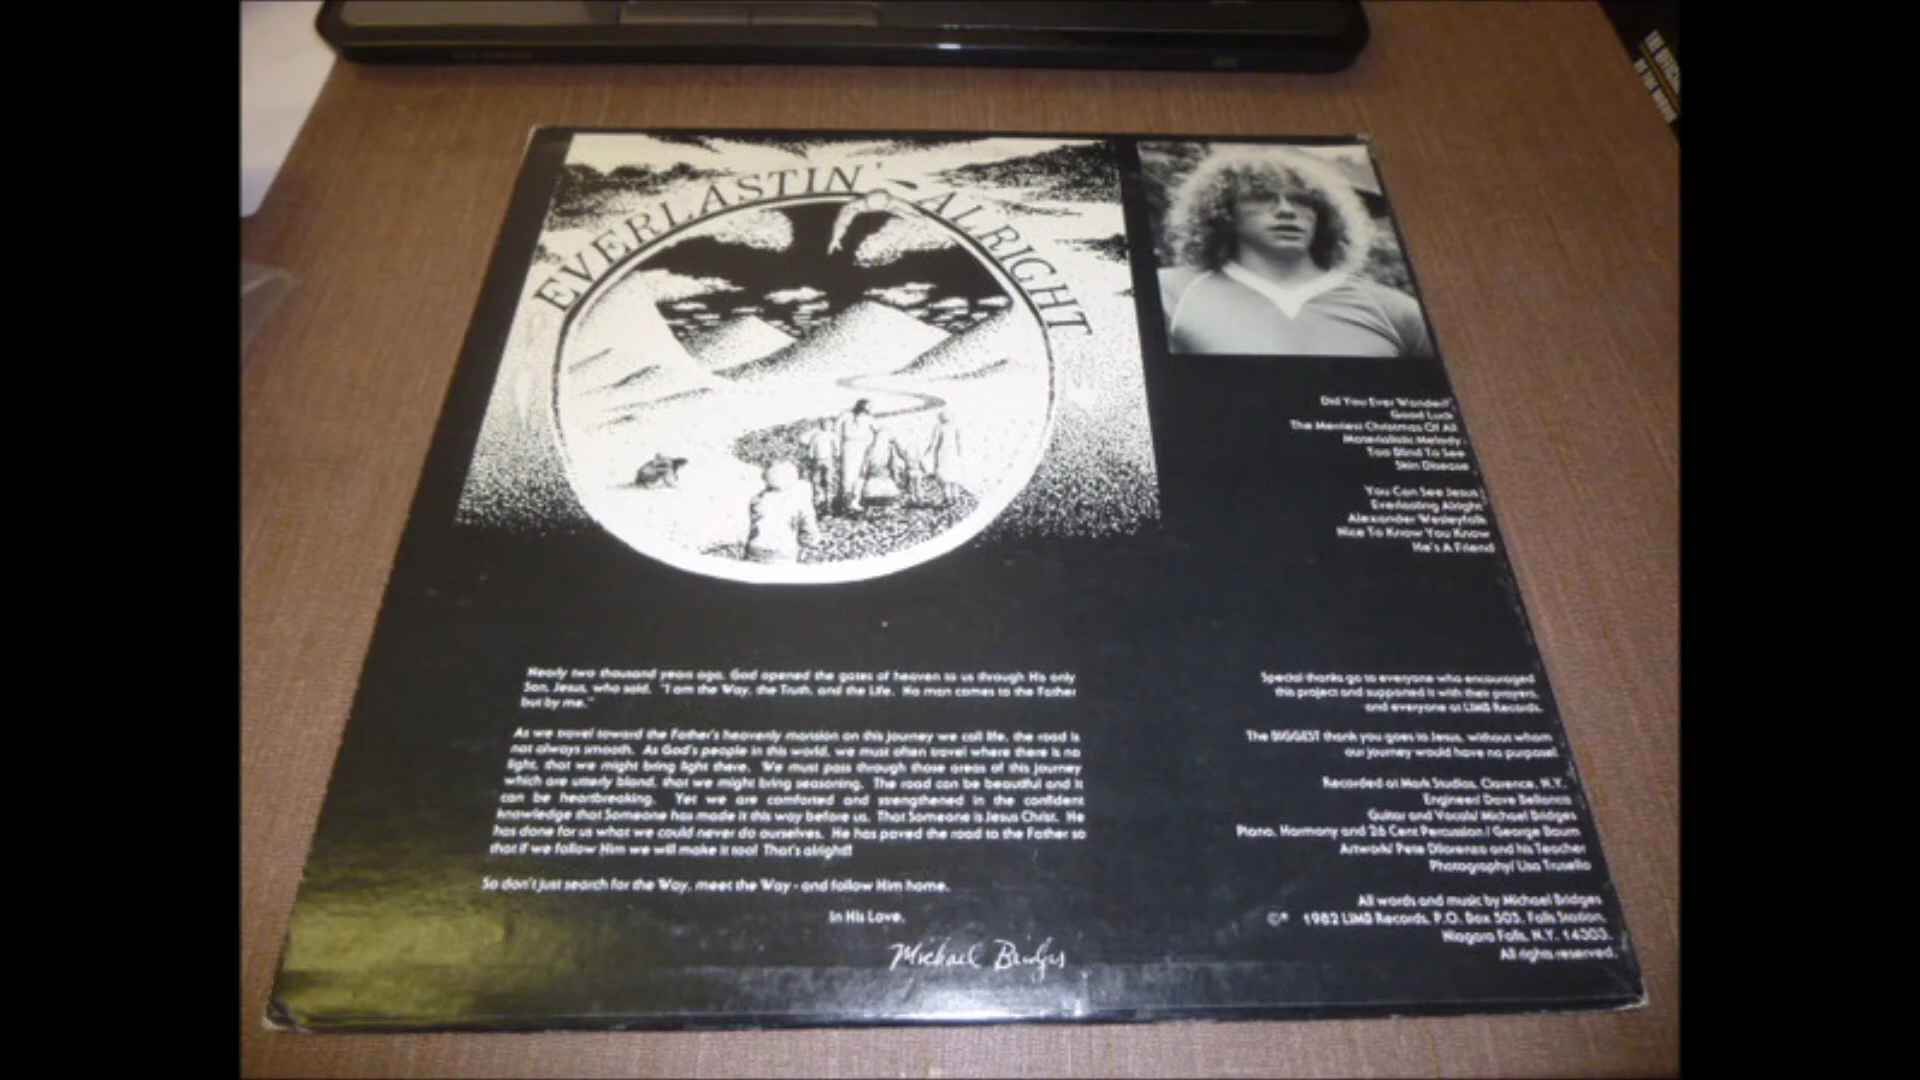 EVERLASTIN' ALRIGHT
Did You Ever Wonder?
Good Luck
The Merriest Christmas Of All
Materialistic Melody
Too Blind To See
Skin Disease
You Can See Jesus
Everlasting Alright
Alexander Wesleyfalk
Nice To Know You Know
He's A Friend
Nearly two thousand years ago, God opened the gates of heaven to us through His only
Son, Jesus, who said, "I am the Way, the Truth, and the Life. No man comes to the Father
but by me."
As we travel toward the Father's heavenly mansion on this journey we call life, the road is
not always smooth. As God's people in this world, we must often travel where there is no
light, that we might bring light there. We must pass through those areas of this journey
which are utterly bland, that we might bring seasoning. The road can be beautiful and it
can be heartbreaking. Yet we are comforted and strengthened in the confident
knowledge that Someone has made it this way before us. That Someone is Jesus Christ. He
has done for us what we could never do ourselves. He has paved the road to the Father so
that if we follow Him we will make it too! That's alright!!
So don't just search for the Way, meet the Way - and follow Him home.
In His Love,
Michael Bridges
Special thanks go to everyone who encouraged
this project and supported it with their prayers,
and everyone at LIMB Records.
The BIGGEST thank you goes to Jesus, without whom
our journey would have no purpose!
Recorded at Mark Studios, Clarence, N.Y.
Engineer/ Dave Bellanca
Guitar and Vocals/ Michael Bridges
Piano, Harmony and 26 Cent Percussion / George Baum
Artwork/ Pete Dilorenzo and his Teacher
Photography/ Lisa Trusello
All words and music by Michael Bridges
©℗ 1982 LIMB Records, P.O. Box 503, Falls Station,
Niagara Falls, N.Y. 14303.
All rights reserved.